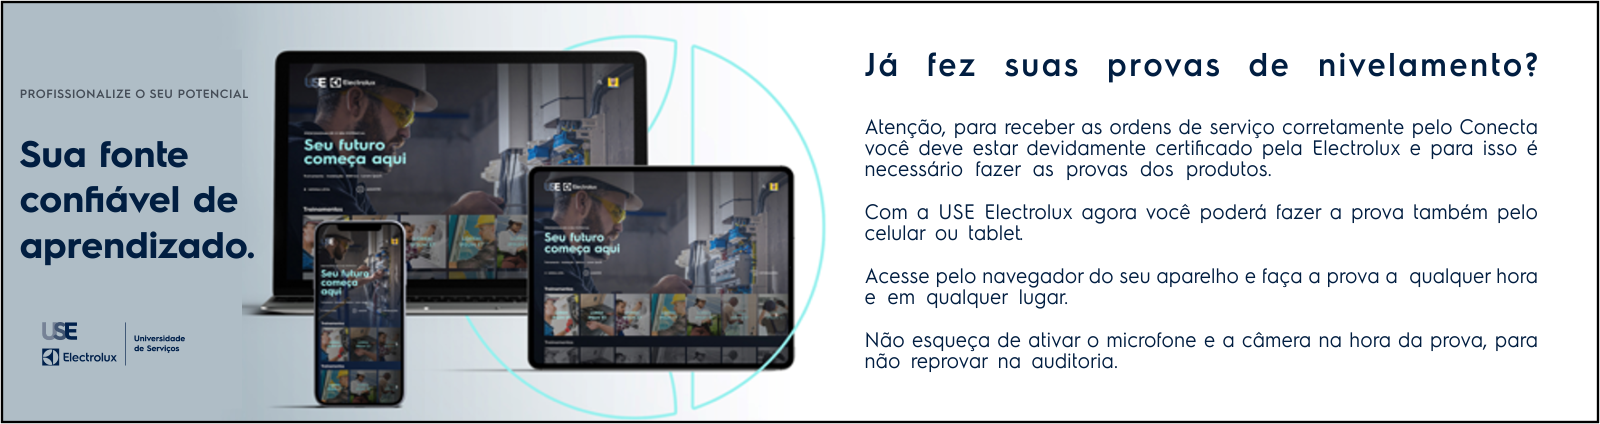 PROFISSIONALIZE O SEU POTENCIAL
Sua fonte
confiável de
aprendizado.
USE
Electrolux
Universidade
de Serviços
USE Electrolux
Seu futuro
começa aqui
Treinamentos
Seu futuro
começa
aqui
Treinamentos
USE Electrolux
Seu futuro
começa aqui
Treinamentos
Já fez suas provas de nivelamento?
Atenção, para receber as ordens de serviço corretamente pelo Conecta
você deve estar devidamente certificado pela Electrolux e para isso é
necessário fazer as provas dos produtos.
Com a USE Electrolux agora você poderá fazer a prova também pelo
celular ou tablet.
Acesse pelo navegador do seu aparelho e faça a prova a qualquer hora
e em qualquer lugar.
Não esqueça de ativar o microfone e a câmera na hora da prova, para
não reprovar na auditoria.